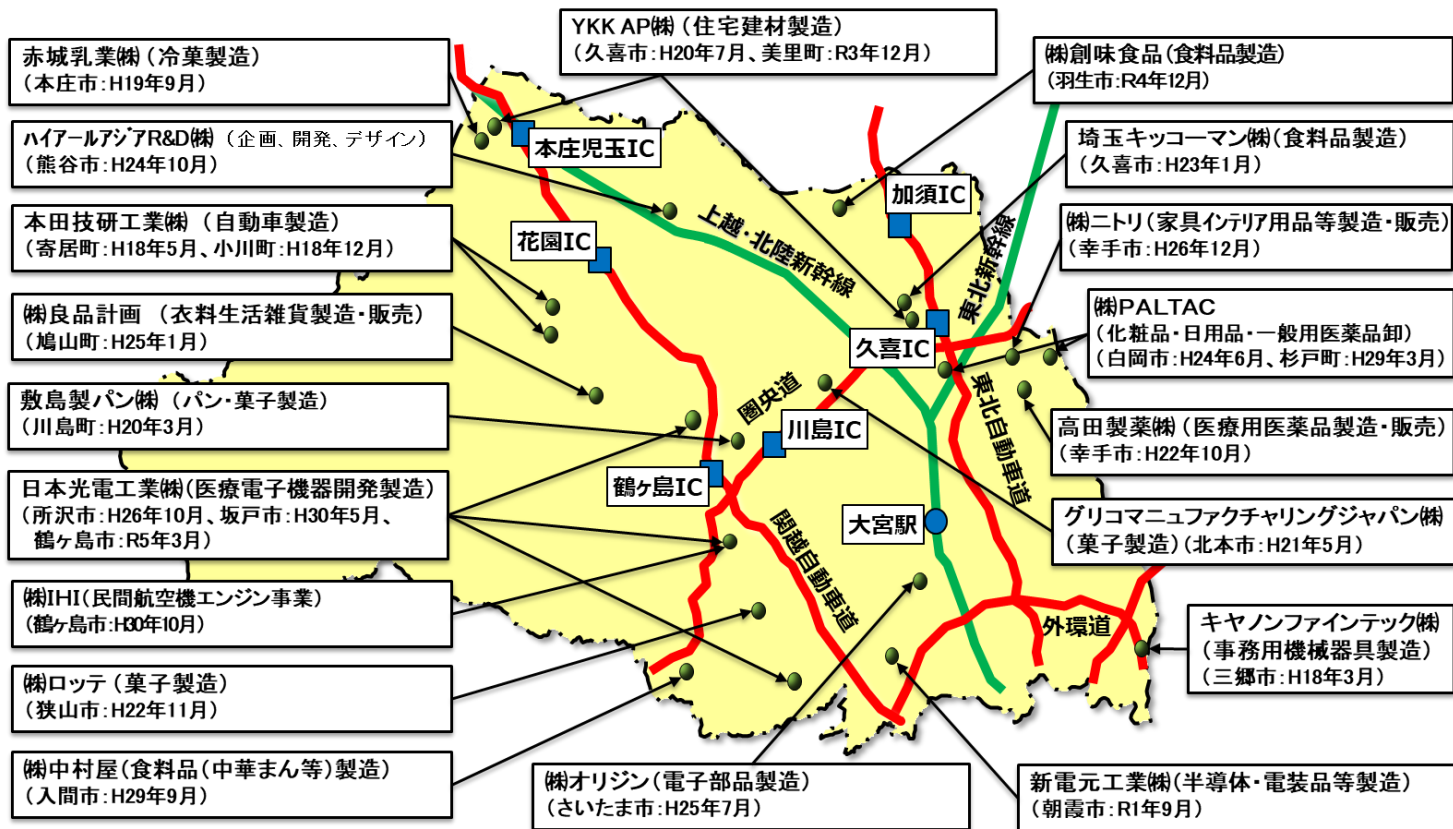 赤城乳業㈱（冷菓製造）
（本庄市：H19年9月）
ハイアールアジアR&D㈱（企画、開発、デザイン）
（熊谷市：H24年10月）
本田技研工業㈱（自動車製造）
（寄居町：H18年5月、小川町：H18年12月）
㈱良品計画（衣料生活雑貨製造・販売）
（鳩山町：H25年1月）
敷島製パン㈱（パン・菓子製造）
（川島町：H20年3月）
日本光電工業㈱（医療電子機器開発製造）
（所沢市：H26年10月、坂戸市：H30年5月、
鶴ヶ島市：R5年3月）
㈱IHI（民間航空機エンジン事業）
（鶴ヶ島市：H30年10月）
㈱ロッテ（菓子製造）
（狭山市：H22年11月）
㈱中村屋（食料品（中華まん等）製造）
（入間市：H29年9月）
YKK AP㈱（住宅建材製造）
（久喜市：H20年7月、美里町：R3年12月）
㈱創味食品（食料品製造）
（羽生市：R4年12月）
埼玉キッコーマン㈱（食料品製造）
（久喜市：H23年1月）
㈱ニトリ（家具インテリア用品等製造・販売）
（幸手市：H26年12月）
㈱PALTAC
（化粧品・日用品・一般用医薬品卸）
（白岡市：H24年6月、杉戸町：H29年3月）
高田製薬㈱（医療用医薬品製造・販売）
（幸手市：H22年10月）
グリコマニュファクチャリングジャパン㈱
（菓子製造）（北本市：H21年5月）
キヤノンファインテック㈱
（事務用機械器具製造）
（三郷市：H18年3月）
新電元工業㈱（半導体・電装品等製造）
（朝霞市：R1年9月）
㈱オリジン（電子部品製造）
（さいたま市：H25年7月）
本庄児玉IC
花園IC
加須IC
久喜IC
川島IC
鶴ヶ島IC
大宮駅
上越・北陸新幹線
東北新幹線
圏央道
東北自動車道
関越自動車道
外環道